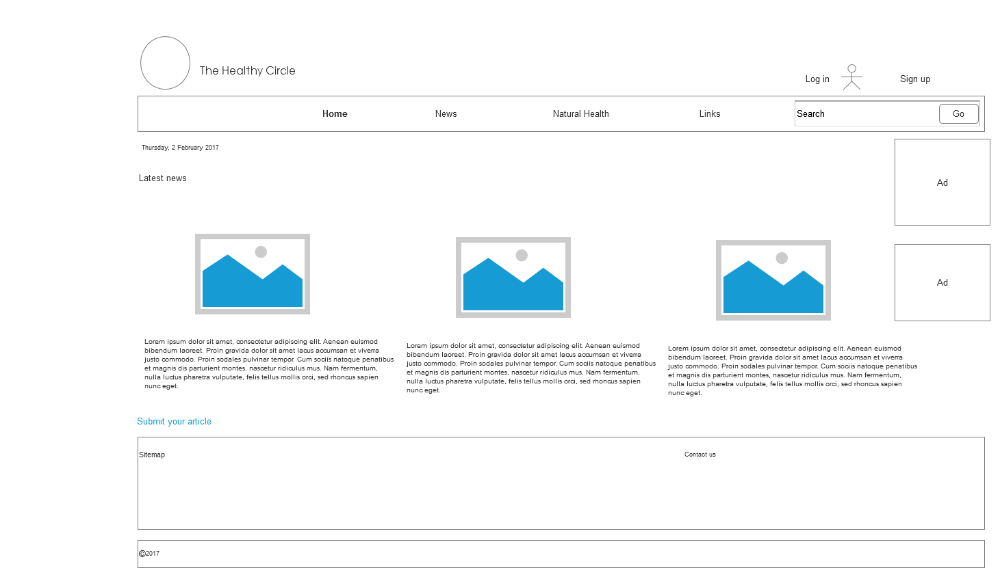 The Healthy Circle
Log in
Sign up
Home
News
Natural Health
Links
Search
Go
Thursday, 2 February 2017
Latest news
Ad
Ad
Lorem ipsum dolor sit amet, consectetur adipiscing elit. Aenean euismod
bibendum laoreet. Proin gravida dolor sit amet lacus accumsan et viverra
justo commodo. Proin sodales pulvinar tempor. Cum sociis natoque penatibus
et magnis dis parturient montes, nascetur ridiculus mus. Nam fermentum,
nulla luctus pharetra vulputate, felis tellus mollis orci, sed rhoncus sapien
nunc eget.
Lorem ipsum dolor sit amet, consectetur adipiscing elit. Aenean euismod
bibendum laoreet. Proin gravida dolor sit amet lacus accumsan et viverra
justo commodo. Proin sodales pulvinar tempor. Cum sociis natoque penatibus
et magnis dis parturient montes, nascetur ridiculus mus. Nam fermentum,
nulla luctus pharetra vulputate, felis tellus mollis orci, sed rhoncus sapien
nunc eget.
Lorem ipsum dolor sit amet, consectetur adipiscing elit. Aenean euismod
bibendum laoreet. Proin gravida dolor sit amet lacus accumsan et viverra
justo commodo. Proin sodales pulvinar tempor. Cum sociis natoque penatibus
et magnis dis parturient montes, nascetur ridiculus mus. Nam fermentum,
nulla luctus pharetra vulputate, felis tellus mollis orci, sed rhoncus sapien
nunc eget.
Submit your article
Sitemap
Contact us
©2017